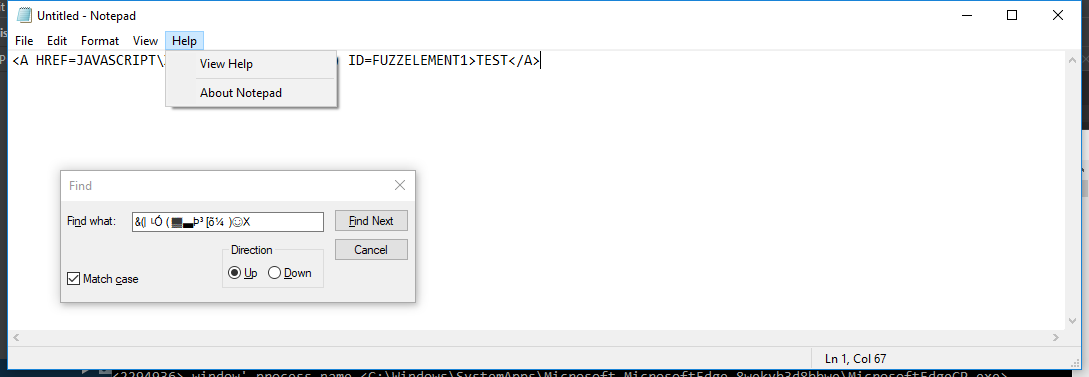 Untitled - Notepad
File Edit Format View Help
<A HREF=JAVASCRIPT\ ID=FUZZELEMENT1>TEST</A>
View Help
About Notepad
Find
Find what: &(| └Ó ( ▓▄Þ³ [õ¼ )☺X
Find Next
Cancel
Direction
Up Down
Match case
Ln 1, Col 67
<2294936> window' process name <C:\Windows\SystemApps\Microsoft.MicrosoftEdge_8wekyb3d8bbwe\MicrosoftEdgeCP.exe>